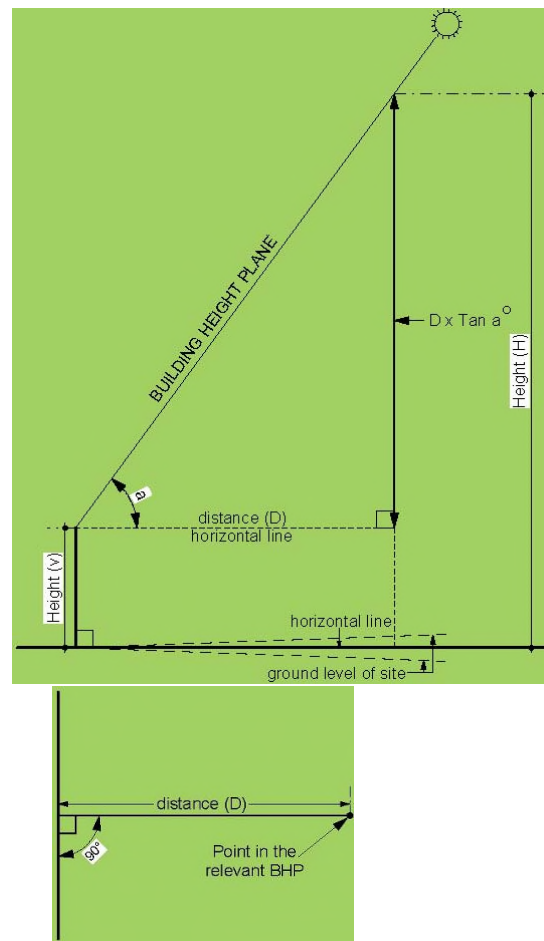 BUILDING HEIGHT PLANE
D x Tan a°
Height (H)
a
distance (D)
horizontal line
Height (v)
horizontal line
ground level of site
distance (D)
90°
Point in the
relevant BHP